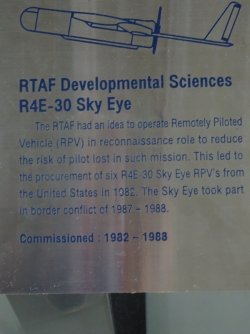 RTAF Developmental Sciences
R4E-30 Sky Eye
The RTAF had an idea to operate Remotely Piloted
Vehicle (RPV) in reconnaissance role to reduce
the risk of pilot lost in such mission. This led to
the procurement of six R4E-30 Sky Eye RPV's from
the United States in 1982. The Sky Eye took part
in border conflict of 1987 - 1988.
Commissioned : 1982 - 1988